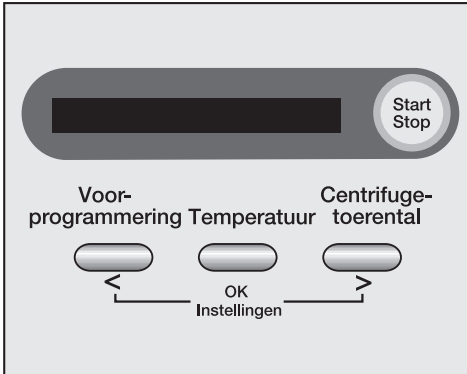 Start
Stop
Voor-
programmering
Temperatuur
Centrifuge-
toerental
<
>
OK
Instellingen